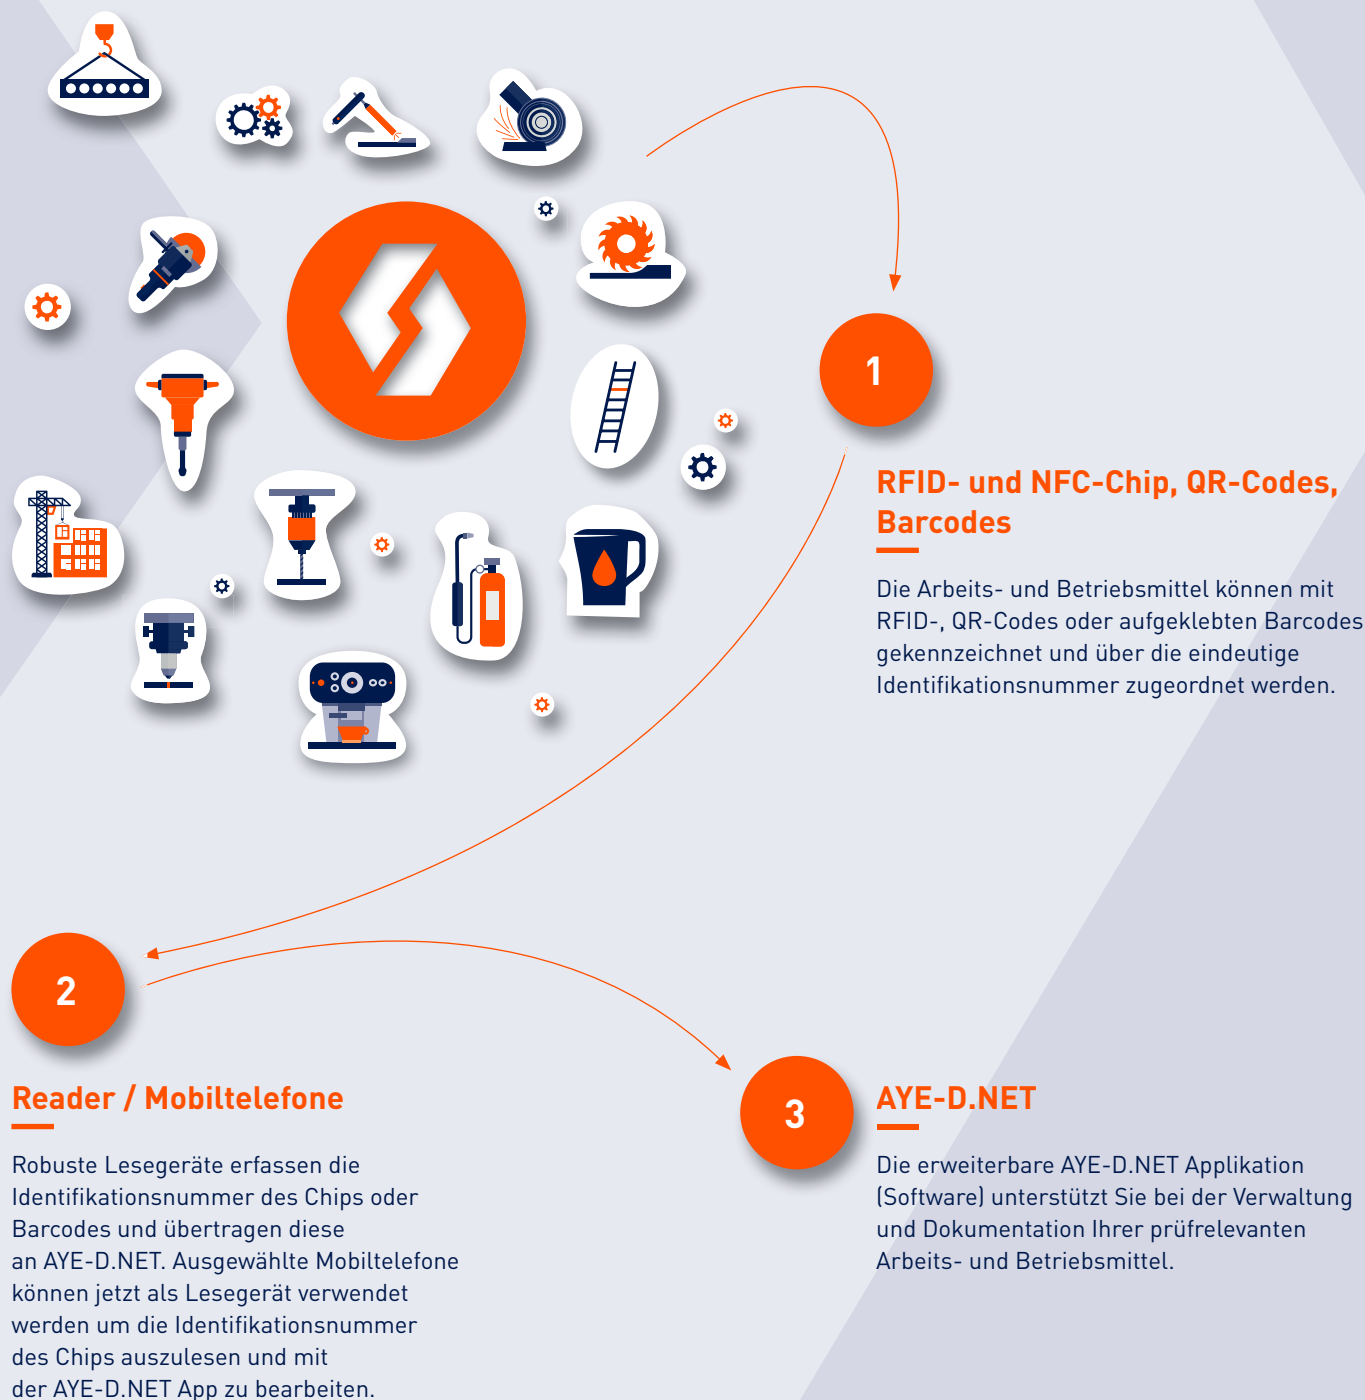 1
RFID- und NFC-Chip, QR-Codes,
Barcodes
Die Arbeits- und Betriebsmittel können mit
RFID-, QR-Codes oder aufgeklebten Barcodes
gekennzeichnet und über die eindeutige
Identifikationsnummer zugeordnet werden.
2
Reader / Mobiltelefone
Robuste Lesegeräte erfassen die
Identifikationsnummer des Chips oder
Barcodes und übertragen diese
an AYE-D.NET. Ausgewählte Mobiltelefone
können jetzt als Lesegerät verwendet
werden um die Identifikationsnummer
des Chips auszulesen und mit
der AYE-D.NET App zu bearbeiten.
3
AYE-D.NET
Die erweiterbare AYE-D.NET Applikation
(Software) unterstützt Sie bei der Verwaltung
und Dokumentation Ihrer prüfrelevanten
Arbeits- und Betriebsmittel.